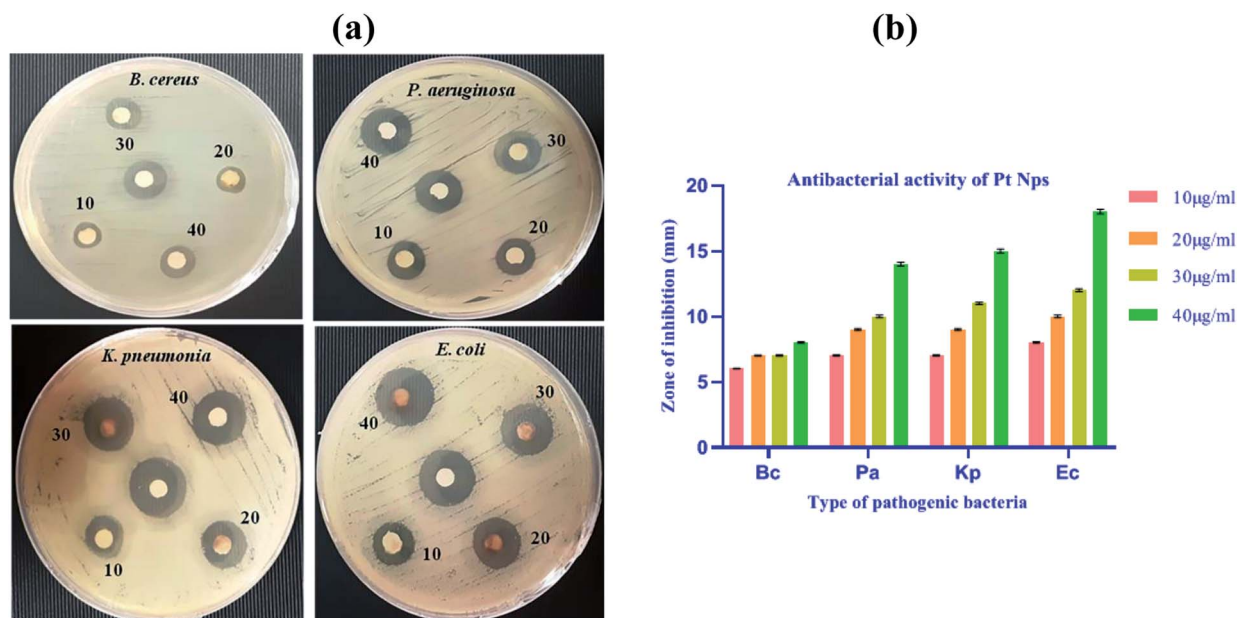 (a)
B. cereus
30
20
10
40
P. aeruginosa
40
30
10
20
K. pneumonia
40
30
20
10
E. coli
30
40
10
20
(b)
Antibacterial activity of Pt Nps
Zone of inhibition (mm)
20
15
10
5
0
Bc
Pa
Kp
Ec
Type of pathogenic bacteria
10µg/ml
20µg/ml
30µg/ml
40µg/ml